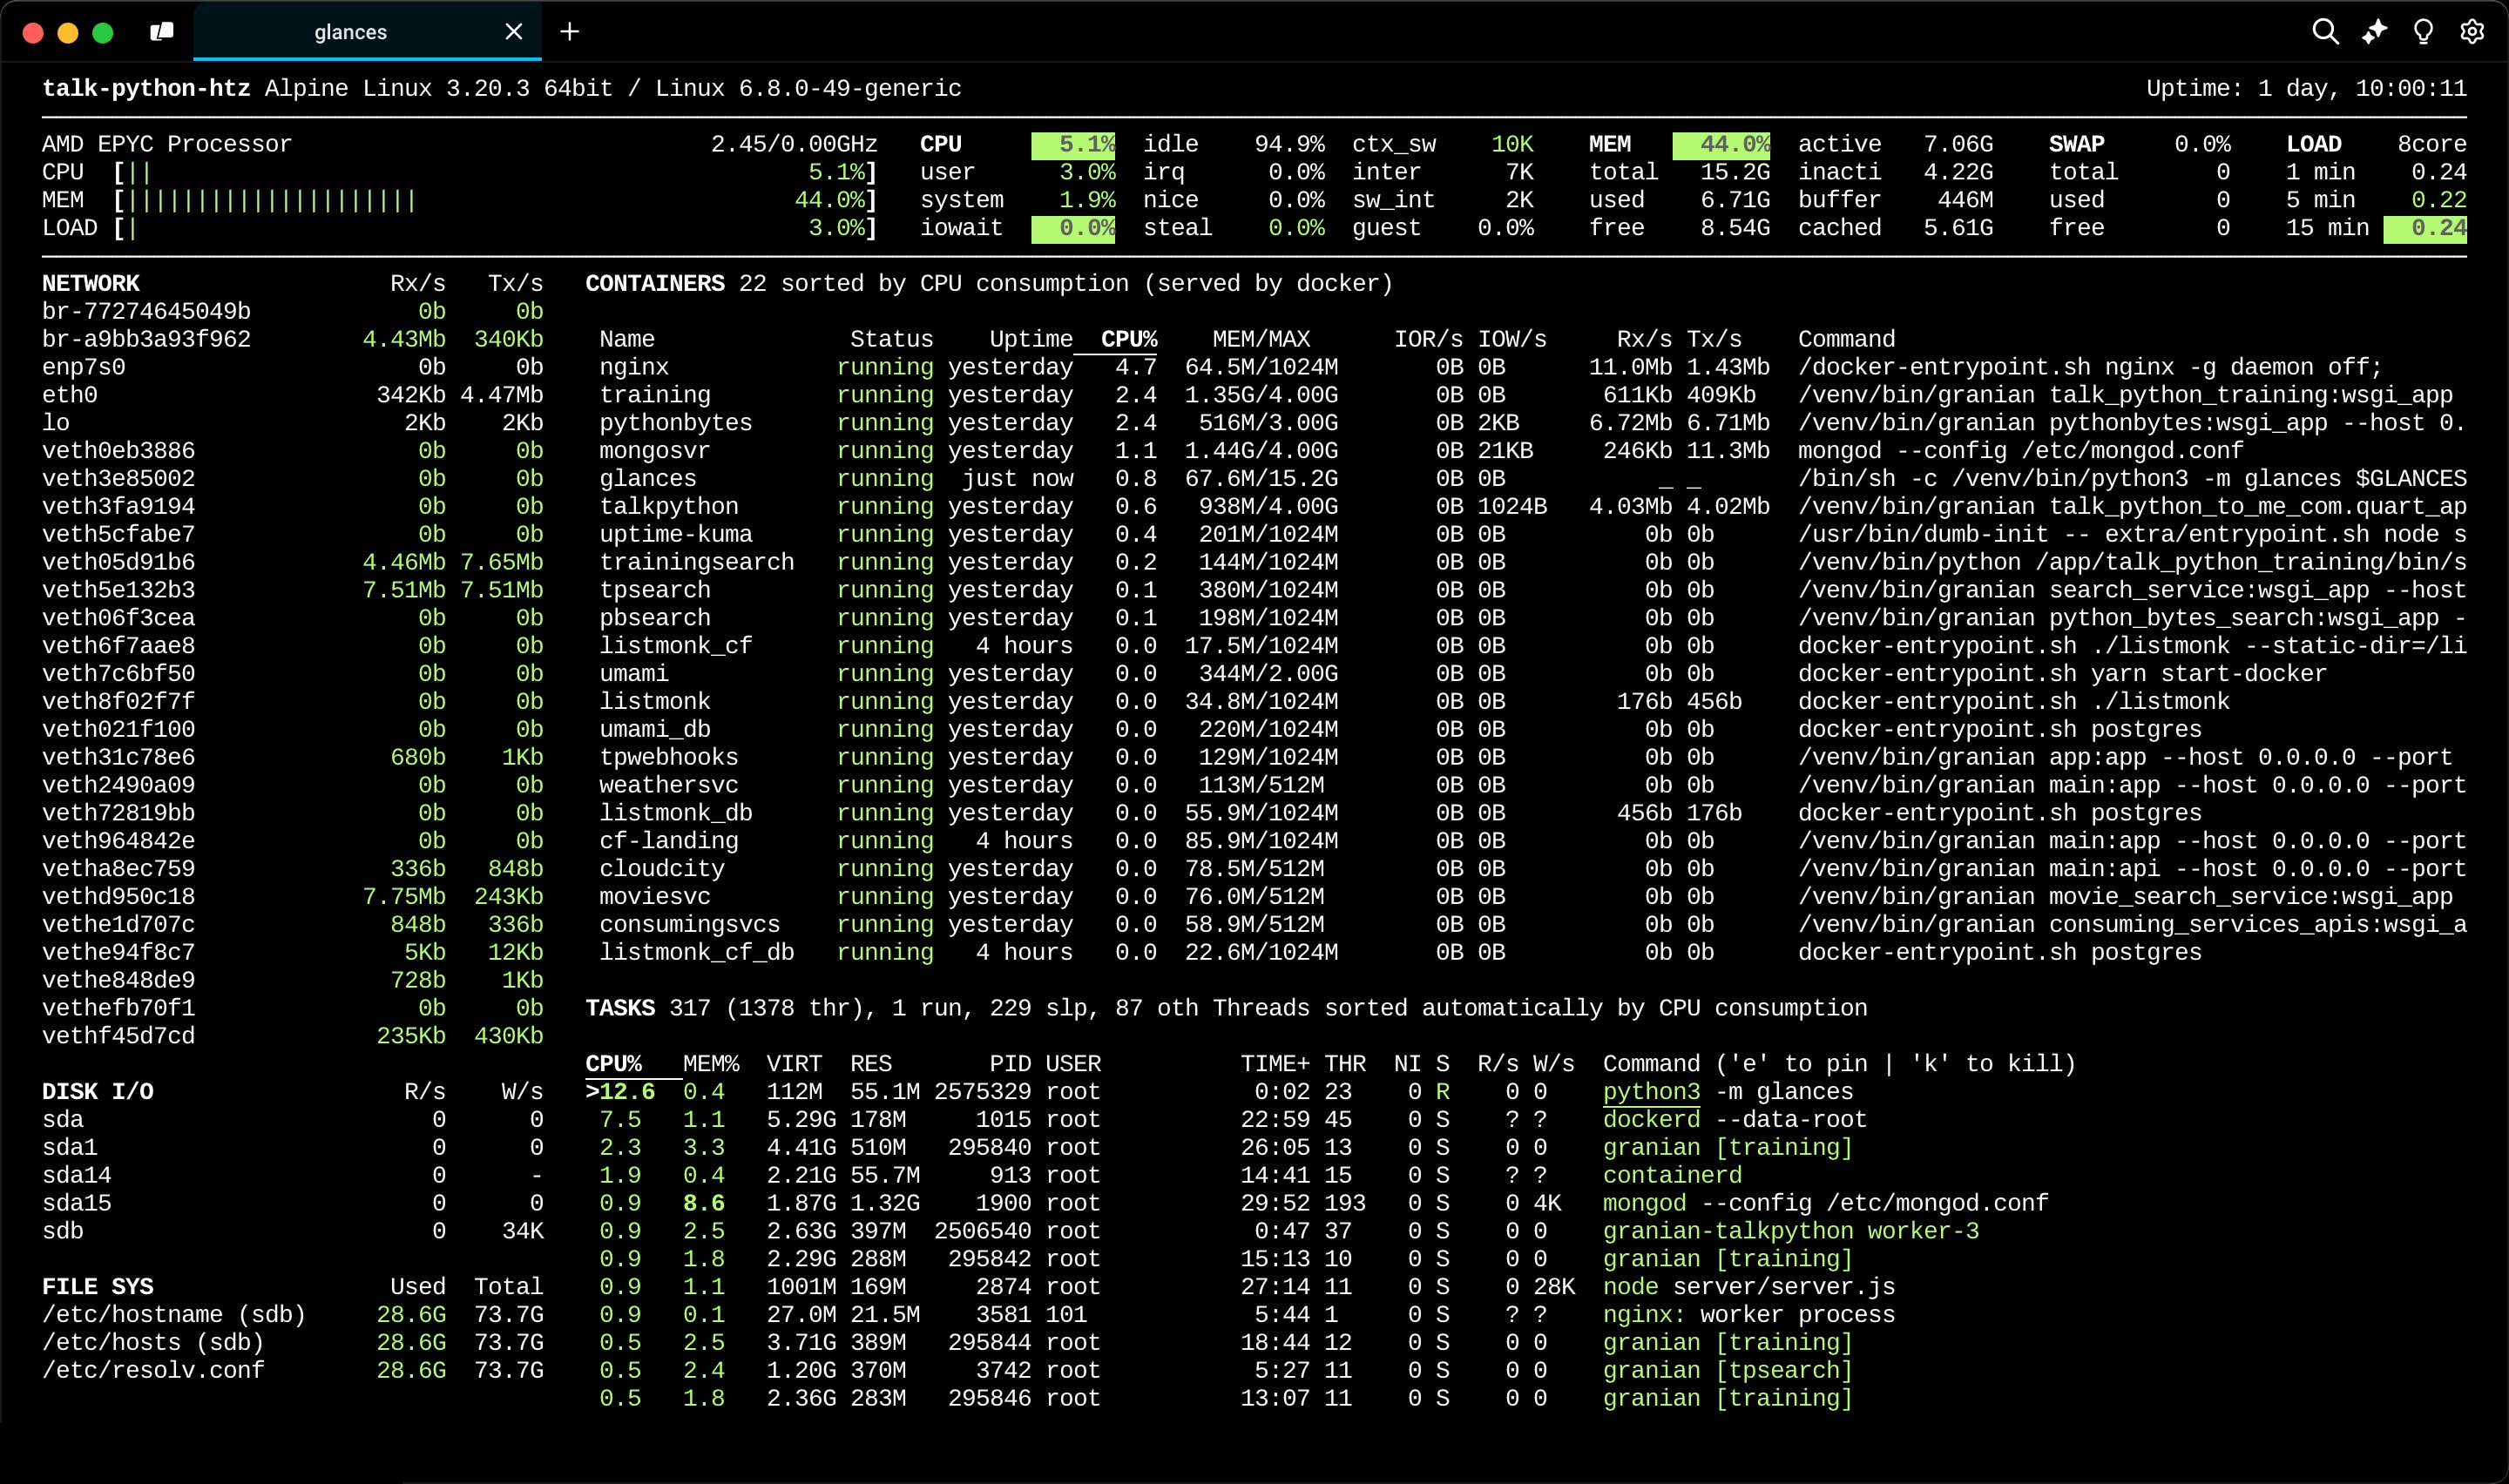 glances
talk-python-htz Alpine Linux 3.20.3 64bit / Linux 6.8.0-49-generic Uptime: 1 day, 10:00:11
AMD EPYC Processor 2.45/0.00GHz CPU 5.1% idle 94.9% ctx_sw 10K MEM 44.0% active 7.06G SWAP 0.0% LOAD 8core
CPU [|| 5.1%] user 3.0% irq 0.0% inter 7K total 15.2G inacti 4.22G total 0 1 min 0.24
MEM [||||||||||||||||||||| 44.0%] system 1.9% nice 0.0% sw_int 2K used 6.71G buffer 446M used 0 5 min 0.22
LOAD [| 3.0%] iowait 0.0% steal 0.0% guest 0.0% free 8.54G cached 5.61G free 0 15 min 0.24
NETWORK Rx/s Tx/s
br-77274645049b 0b 0b
br-a9bb3a93f962 4.43Mb 340Kb
enp7s0 0b 0b
eth0 342Kb 4.47Mb
lo 2Kb 2Kb
veth0eb3886 0b 0b
veth3e85002 0b 0b
veth3fa9194 0b 0b
veth5cfabe7 0b 0b
veth05d91b6 4.46Mb 7.65Mb
veth5e132b3 7.51Mb 7.51Mb
veth06f3cea 0b 0b
veth6f7aae8 0b 0b
veth7c6bf50 0b 0b
veth8f02f7f 0b 0b
veth021f100 0b 0b
veth31c78e6 680b 1Kb
veth2490a09 0b 0b
veth72819bb 0b 0b
veth964842e 0b 0b
vetha8ec759 336b 848b
vethd950c18 7.75Mb 243Kb
vethe1d707c 848b 336b
vethe94f8c7 5Kb 12Kb
vethe848de9 728b 1Kb
vethefb70f1 0b 0b
vethf45d7cd 235Kb 430Kb
DISK I/O R/s W/s
sda 0 0
sda1 0 0
sda14 0 -
sda15 0 0
sdb 0 34K
FILE SYS Used Total
/etc/hostname (sdb) 28.6G 73.7G
/etc/hosts (sdb) 28.6G 73.7G
/etc/resolv.conf 28.6G 73.7G
CONTAINERS 22 sorted by CPU consumption (served by docker)
Name Status Uptime CPU% MEM/MAX IOR/s IOW/s Rx/s Tx/s Command
nginx running yesterday 4.7 64.5M/1024M 0B 0B 11.0Mb 1.43Mb /docker-entrypoint.sh nginx -g daemon off;
training running yesterday 2.4 1.35G/4.00G 0B 0B 611Kb 409Kb /venv/bin/granian talk_python_training:wsgi_app
pythonbytes running yesterday 2.4 516M/3.00G 0B 2KB 6.72Mb 6.71Mb /venv/bin/granian pythonbytes:wsgi_app --host 0.
mongosvr running yesterday 1.1 1.44G/4.00G 0B 21KB 246Kb 11.3Mb mongod --config /etc/mongod.conf
glances running just now 0.8 67.6M/15.2G 0B 0B _ _ /bin/sh -c /venv/bin/python3 -m glances $GLANCES
talkpython running yesterday 0.6 938M/4.00G 0B 1024B 4.03Mb 4.02Mb /venv/bin/granian talk_python_to_me_com.quart_ap
uptime-kuma running yesterday 0.4 201M/1024M 0B 0B 0b 0b /usr/bin/dumb-init -- extra/entrypoint.sh node s
trainingsearch running yesterday 0.2 144M/1024M 0B 0B 0b 0b /venv/bin/python /app/talk_python_training/bin/s
tpsearch running yesterday 0.1 380M/1024M 0B 0B 0b 0b /venv/bin/granian search_service:wsgi_app --host
pbsearch running yesterday 0.1 198M/1024M 0B 0B 0b 0b /venv/bin/granian python_bytes_search:wsgi_app -
listmonk_cf running 4 hours 0.0 17.5M/1024M 0B 0B 0b 0b docker-entrypoint.sh ./listmonk --static-dir=/li
umami running yesterday 0.0 344M/2.00G 0B 0B 0b 0b docker-entrypoint.sh yarn start-docker
listmonk running yesterday 0.0 34.8M/1024M 0B 0B 176b 456b docker-entrypoint.sh ./listmonk
umami_db running yesterday 0.0 220M/1024M 0B 0B 0b 0b docker-entrypoint.sh postgres
tpwebhooks running yesterday 0.0 129M/1024M 0B 0B 0b 0b /venv/bin/granian app:app --host 0.0.0.0 --port
weathersvc running yesterday 0.0 113M/512M 0B 0B 0b 0b /venv/bin/granian main:app --host 0.0.0.0 --port
listmonk_db running yesterday 0.0 55.9M/1024M 0B 0B 456b 176b docker-entrypoint.sh postgres
cf-landing running 4 hours 0.0 85.9M/1024M 0B 0B 0b 0b /venv/bin/granian main:app --host 0.0.0.0 --port
cloudcity running yesterday 0.0 78.5M/512M 0B 0B 0b 0b /venv/bin/granian main:api --host 0.0.0.0 --port
moviesvc running yesterday 0.0 76.0M/512M 0B 0B 0b 0b /venv/bin/granian movie_search_service:wsgi_app
consumingsvcs running yesterday 0.0 58.9M/512M 0B 0B 0b 0b /venv/bin/granian consuming_services_apis:wsgi_a
listmonk_cf_db running 4 hours 0.0 22.6M/1024M 0B 0B 0b 0b docker-entrypoint.sh postgres
TASKS 317 (1378 thr), 1 run, 229 slp, 87 oth Threads sorted automatically by CPU consumption
CPU% MEM% VIRT RES PID USER TIME+ THR NI S R/s W/s Command ('e' to pin | 'k' to kill)
>12.6 0.4 112M 55.1M 2575329 root 0:02 23 0 R 0 0 python3 -m glances
7.5 1.1 5.29G 178M 1015 root 22:59 45 0 S ? ? dockerd --data-root
2.3 3.3 4.41G 510M 295840 root 26:05 13 0 S 0 0 granian [training]
1.9 0.4 2.21G 55.7M 913 root 14:41 15 0 S ? ? containerd
0.9 8.6 1.87G 1.32G 1900 root 29:52 193 0 S 0 4K mongod --config /etc/mongod.conf
0.9 2.5 2.63G 397M 2506540 root 0:47 37 0 S 0 0 granian-talkpython worker-3
0.9 1.8 2.29G 288M 295842 root 15:13 10 0 S 0 0 granian [training]
0.9 1.1 1001M 169M 2874 root 27:14 11 0 S 0 28K node server/server.js
0.9 0.1 27.0M 21.5M 3581 101 5:44 1 0 S ? ? nginx: worker process
0.5 2.5 3.71G 389M 295844 root 18:44 12 0 S 0 0 granian [training]
0.5 2.4 1.20G 370M 3742 root 5:27 11 0 S 0 0 granian [tpsearch]
0.5 1.8 2.36G 283M 295846 root 13:07 11 0 S 0 0 granian [training]